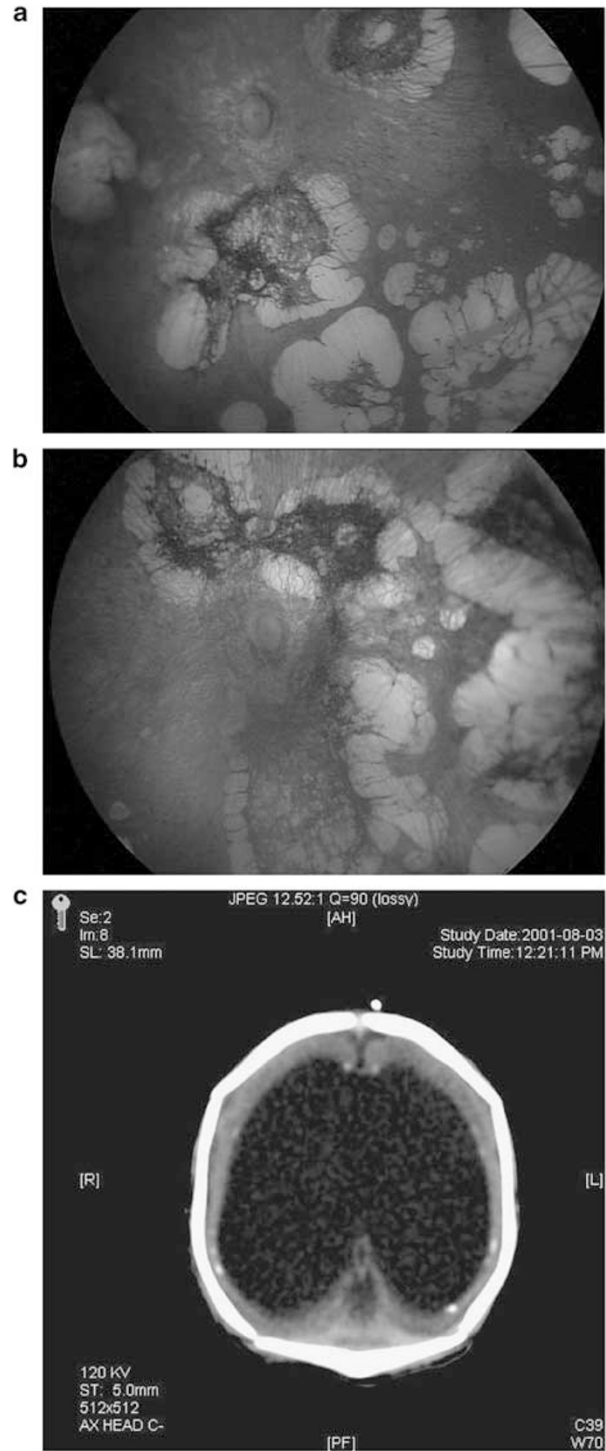 a
b
c
JPEG 12.52:1 Q=90 (lossy)
[AH]
Se:2
Im:8
SL: 38.1mm
Study Date:2001-08-03
Study Time:12:21:11 PM
[R]
[L]
120 KV
ST: 5.0mm
512x512
AX HEAD C-
[PF]
C39
W70